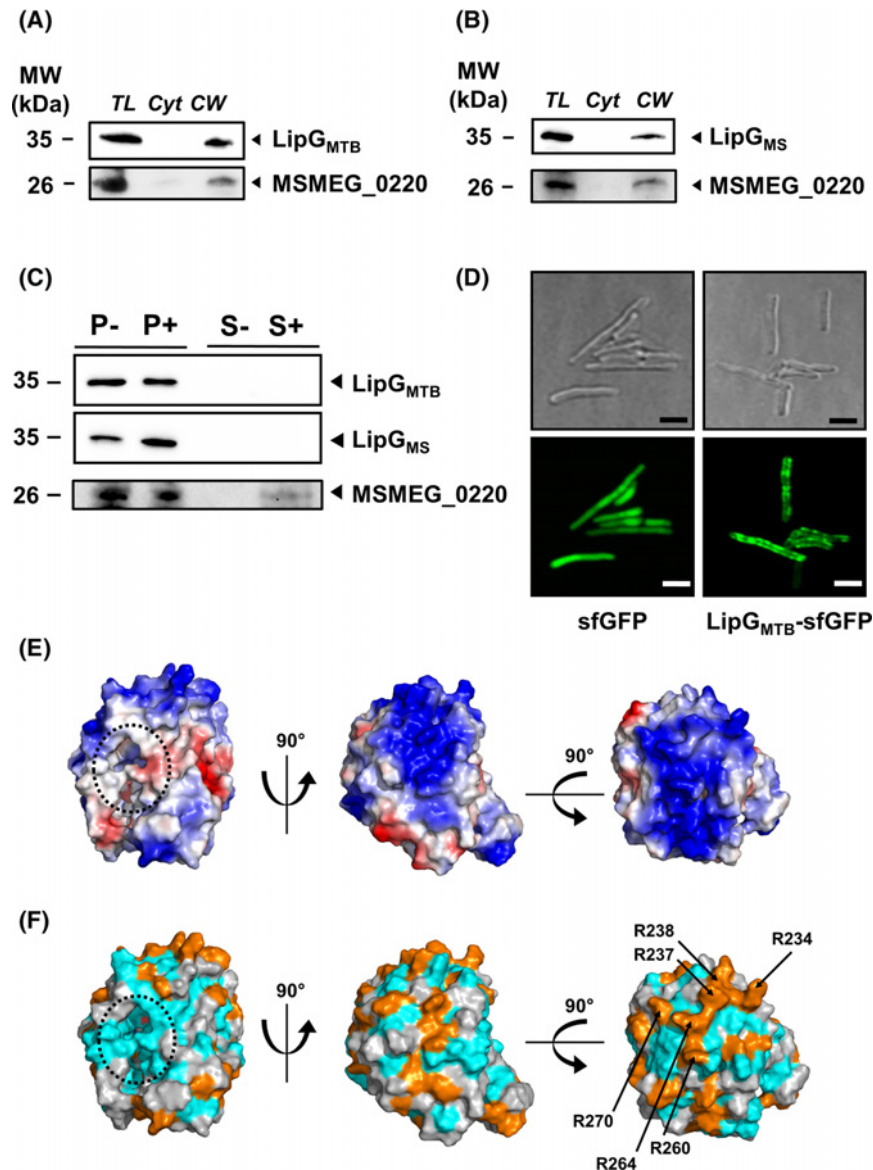 (A)
MW
(kDa)
TL Cyt CW
35 –
LipGMTB
26 –
MSMEG_0220
(B)
MW
(kDa)
TL Cyt CW
35 –
LipGMS
26 –
MSMEG_0220
(C)
P- P+ S- S+
35 –
LipGMTB
35 –
LipGMS
26 –
MSMEG_0220
(D)
sfGFP
LipGMTB-sfGFP
(E)
90°
90°
(F)
90°
90°
R238
R237
R234
R270
R264
R260